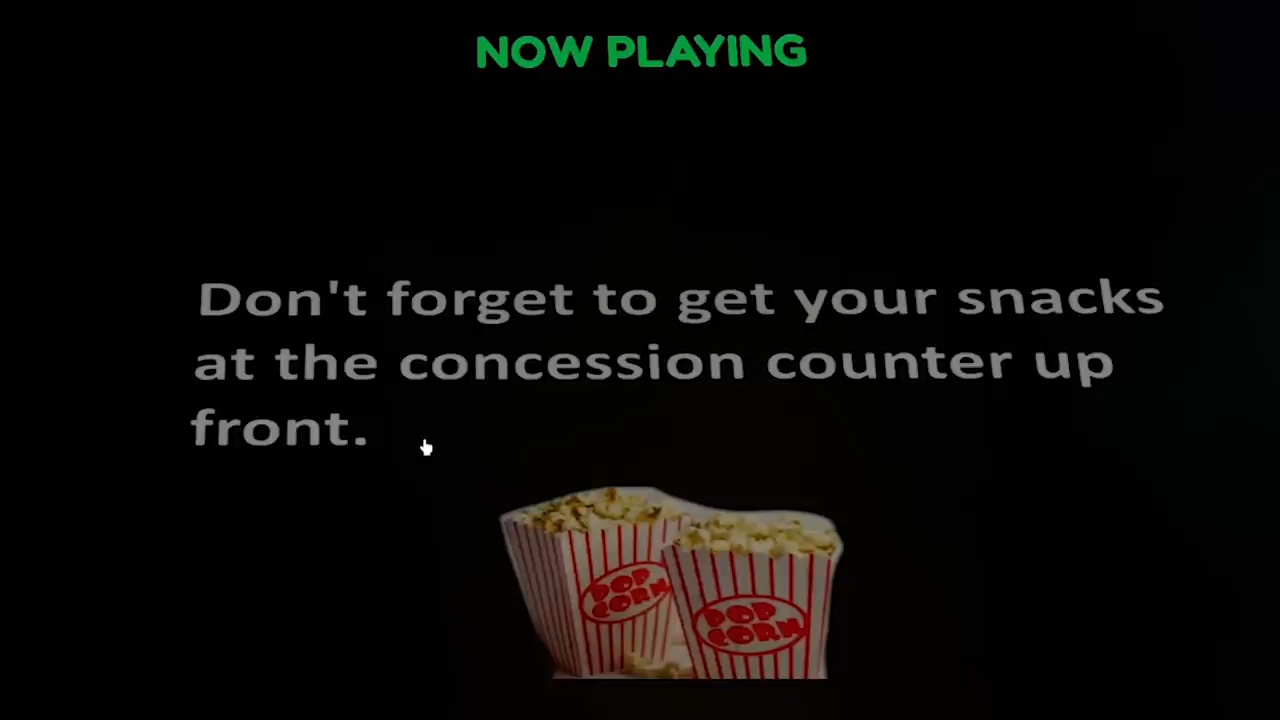 NOW PLAYING
Don't forget to get your snacks
at the concession counter up
front.
POP
CORN
POP
CORN